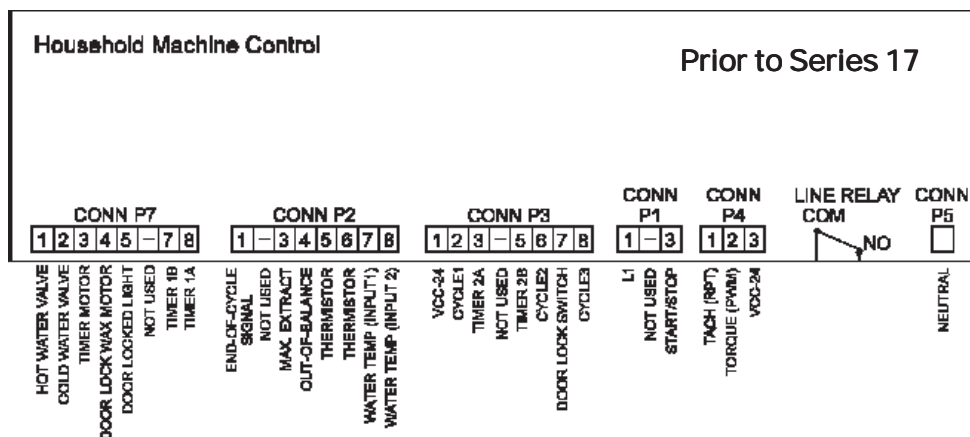 Household Machine Control
Prior to Series 17
CONN P7
1 2 3 4 5 – 7 8
HOT WATER VALVE
COLD WATER VALVE
TIMER MOTOR
DOOR LOCK WAX MOTOR
DOOR LOCKED LIGHT
NOT USED
TIMER 1B
TIMER 1A
CONN P2
1 – 3 4 5 6 7 8
END-OF-CYCLE
SIGNAL
NOT USED
MAX. EXTRACT
OUT-OF-BALANCE
THERMISTOR
THERMISTOR
WATER TEMP (INPUT 1)
WATER TEMP (INPUT 2)
CONN P3
1 2 3 – 5 6 7 8
VCC-24
CYCLE1
TIMER 2A
NOT USED
TIMER 2B
CYCLE2
DOOR LOCK SWITCH
CYCLE3
CONN
P1
1 – 3
L1
NOT USED
START/STOP
CONN
P4
1 2 3
TACH (RPT)
TORQUE (PWM)
VCC-24
LINE RELAY
COM
NO
CONN
P5
NEUTRAL